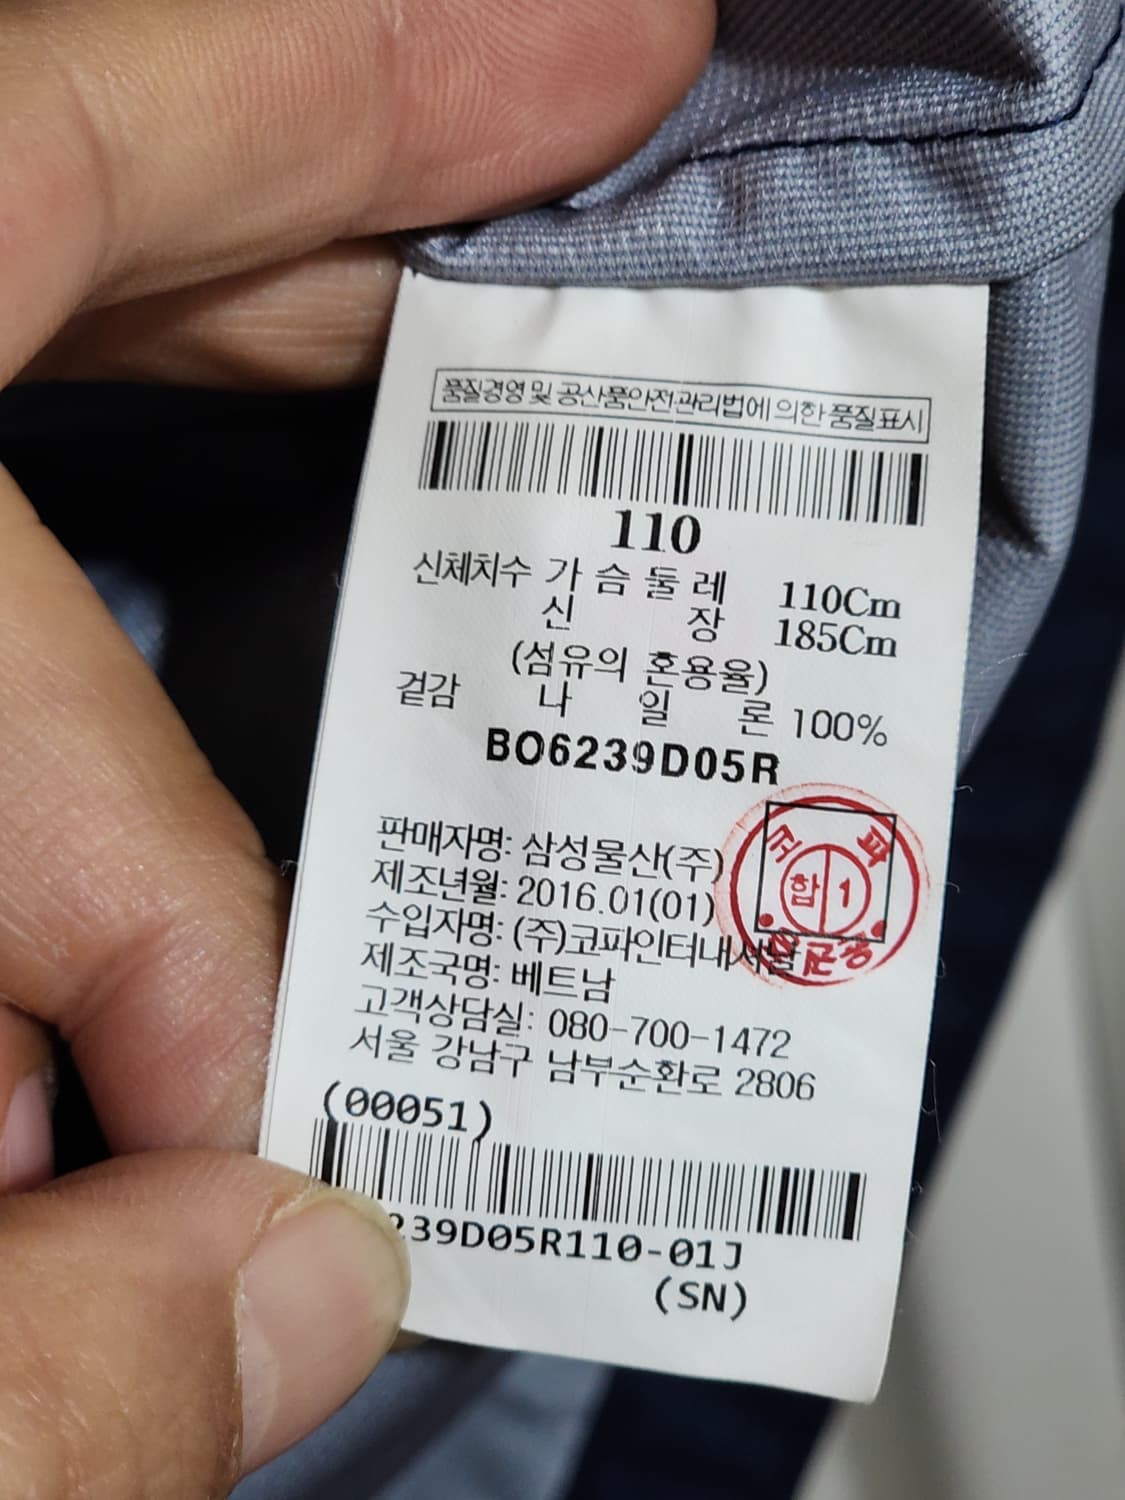 품질경영 및 공산품안전관리법에 의한 품질표시
110
신체치수 가슴둘레 110Cm
신 장 185Cm
(섬유의 혼용율)
겉감 나 일 론 100%
BO6239D05R
판매자명: 삼성물산(주)
제조년월: 2016.01(01)
수입자명: (주)코파인터내셔날
제조국명: 베트남
고객상담실: 080-700-1472
서울 강남구 남부순환로 2806
코 파
합 1
(00051)
239D05R110-01J
(SN)